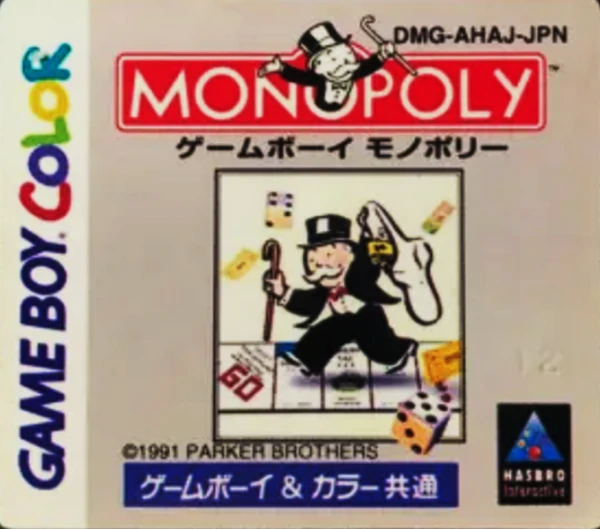 GAME BOY COLOR
DMG-AHAJ-JPN
MONOPOLY
ゲームボーイ モノポリー
GO
©1991 PARKER BROTHERS
ゲームボーイ & カラー共通
HASBRO
Interactive
12